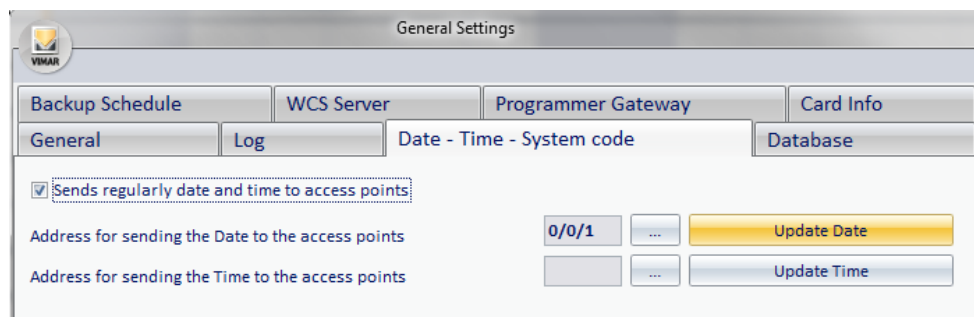 General Settings
VIMAR
Backup Schedule WCS Server Programmer Gateway Card Info
General Log Date - Time - System code Database
Sends regularly date and time to access points
Address for sending the Date to the access points 0/0/1 ... Update Date
Address for sending the Time to the access points ... Update Time